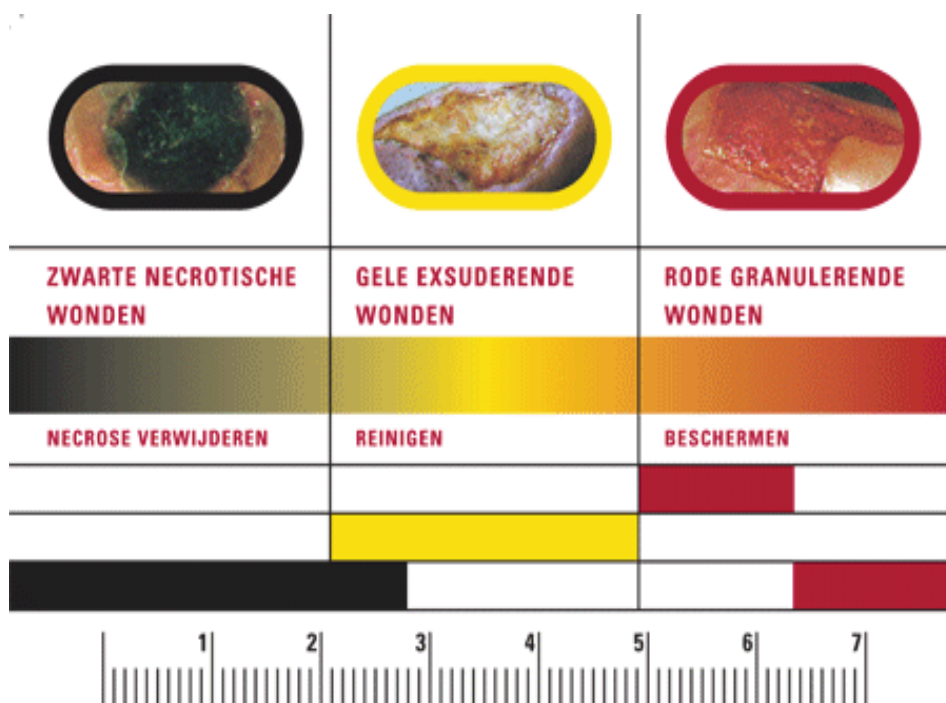 ZWARTE NECROTISCHE
WONDEN
GELE EXSUDERENDE
WONDEN
RODE GRANULERENDE
WONDEN
NECROSE VERWIJDEREN
REINIGEN
BESCHERMEN
1 2 3 4 5 6 7